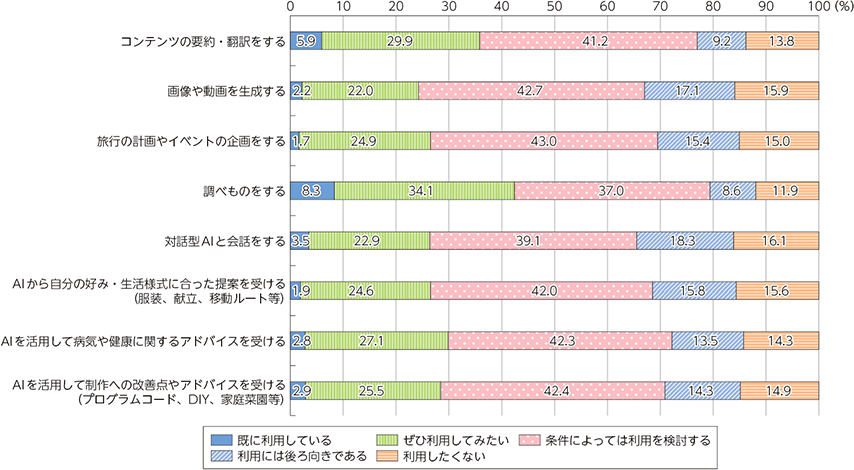 0 10 20 30 40 50 60 70 80 90 100 (%)
コンテンツの要約・翻訳をする 5.9 29.9 41.2 9.2 13.8
画像や動画を生成する 2.2 22.0 42.7 17.1 15.9
旅行の計画やイベントの企画をする 1.7 24.9 43.0 15.4 15.0
調べものをする 8.3 34.1 37.0 8.6 11.9
対話型AIと会話をする 3.5 22.9 39.1 18.3 16.1
AIから自分の好み・生活様式に合った提案を受ける
(服装、献立、移動ルート等) 1.9 24.6 42.0 15.8 15.6
AIを活用して病気や健康に関するアドバイスを受ける 2.8 27.1 42.3 13.5 14.3
AIを活用して制作への改善点やアドバイスを受ける
(プログラムコード、DIY、家庭菜園等) 2.9 25.5 42.4 14.3 14.9
既に利用している ぜひ利用してみたい 条件によっては利用を検討する
利用には後ろ向きである 利用したくない